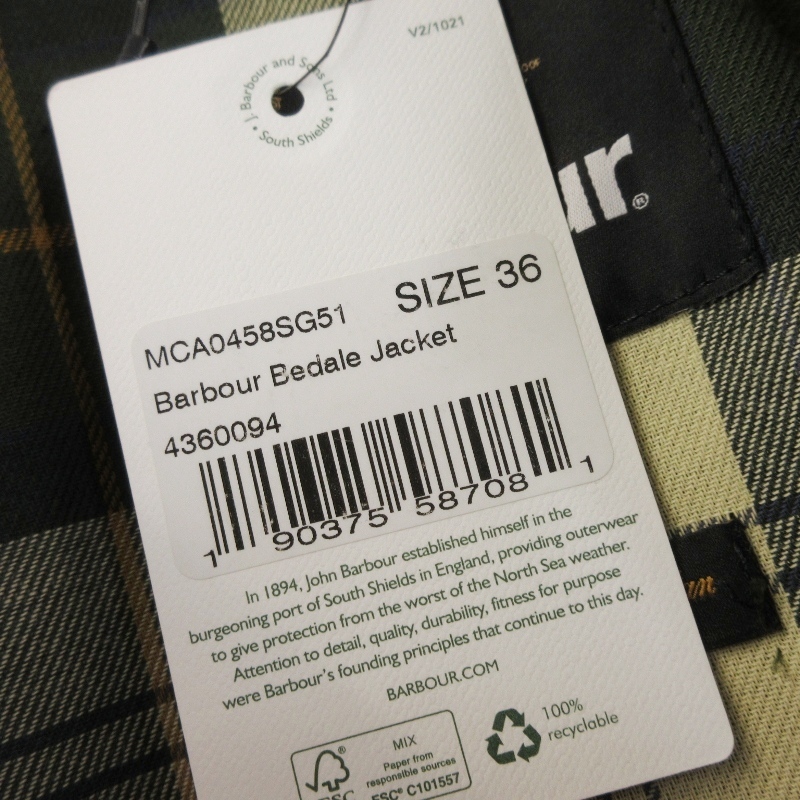 V2/1021
J. Barbour and Sons Ltd
South Shields
MCA0458SG51 SIZE 36
Barbour Bedale Jacket
4360094
1 90375 58708 1
In 1894, John Barbour established himself in the
burgeoning port of South Shields in England, providing outerwear
to give protection from the worst of the North Sea weather.
Attention to detail, quality, durability, fitness for purpose
were Barbour's founding principles that continue to this day.
BARBOUR.COM
MIX
Paper from
responsible sources
FSC® C101557
FSC
®
100%
recyclable
ur®